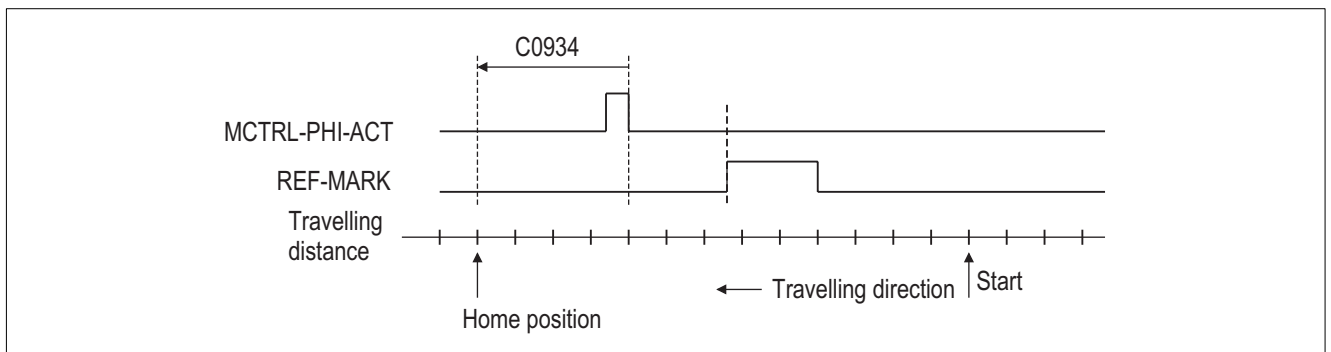 C0934
MCTRL-PHI-ACT
REF-MARK
Travelling
distance
Travelling direction
Start
Home position